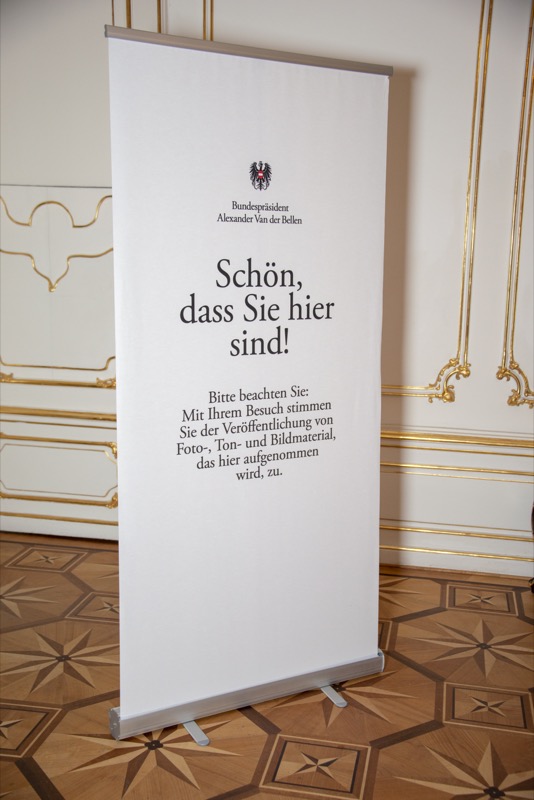 Bundespräsident
Alexander Van der Bellen
Schön,
dass Sie hier
sind!
Bitte beachten Sie:
Mit Ihrem Besuch stimmen
Sie der Veröffentlichung von
Foto-, Ton- und Bildmaterial,
das hier aufgenommen
wird, zu.